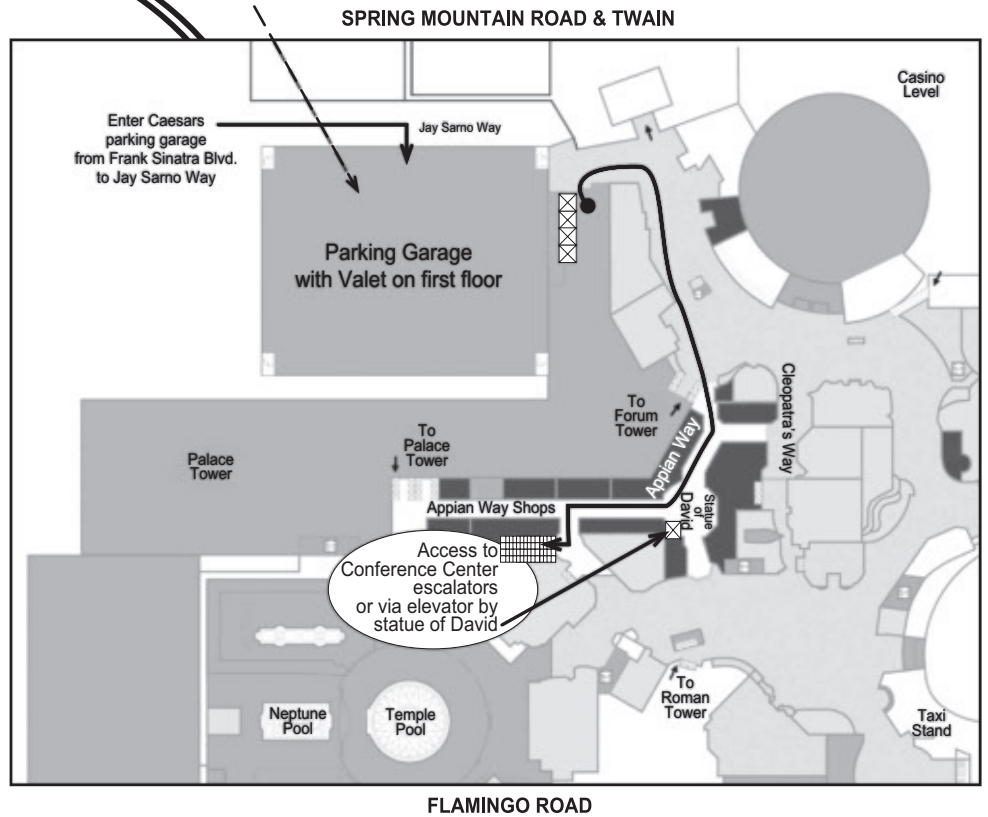 SPRING MOUNTAIN ROAD & TWAIN
Casino
Level
Enter Caesars
parking garage
from Frank Sinatra Blvd.
to Jay Sarno Way
Jay Sarno Way
Parking Garage
with Valet on first floor
Cleopatra's Way
To
Forum
Tower
To
Palace
Tower
Palace
Tower
Appian Way
Appian Way Shops
Statue
of
David
Access to
Conference Center
escalators
or via elevator by
statue of David
To
Roman
Tower
Neptune
Pool
Temple
Pool
Taxi
Stand
FLAMINGO ROAD